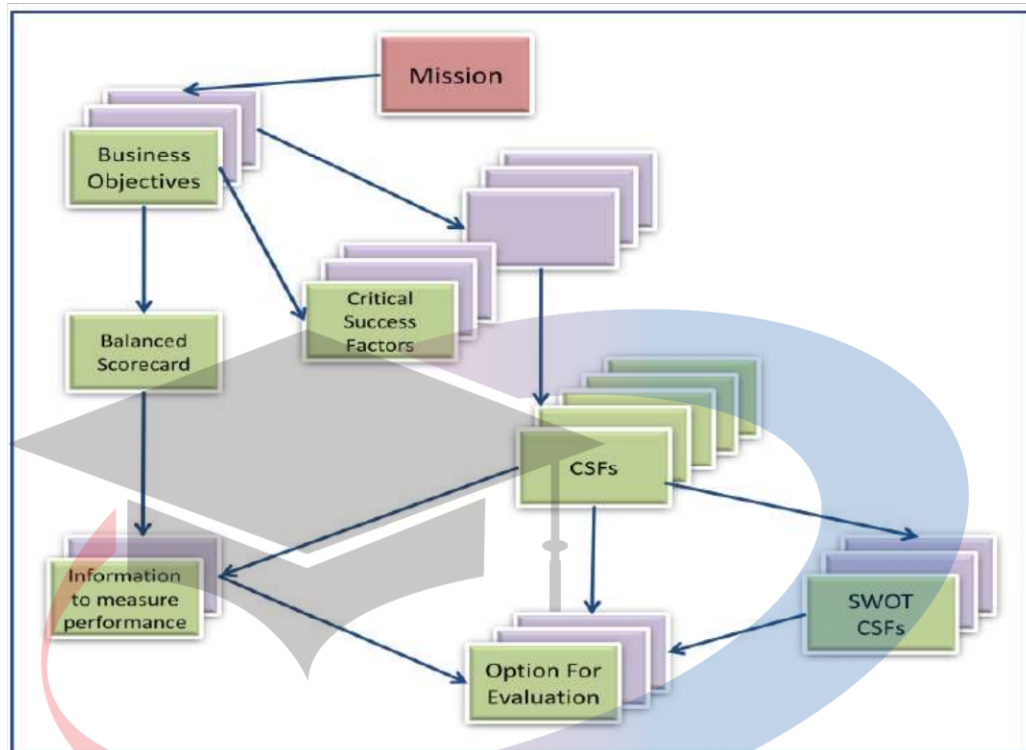 Mission
Business
Objectives
Critical
Success
Factors
Balanced
Scorecard
CSFs
Information
to measure
performance
SWOT
CSFs
Option For
Evaluation